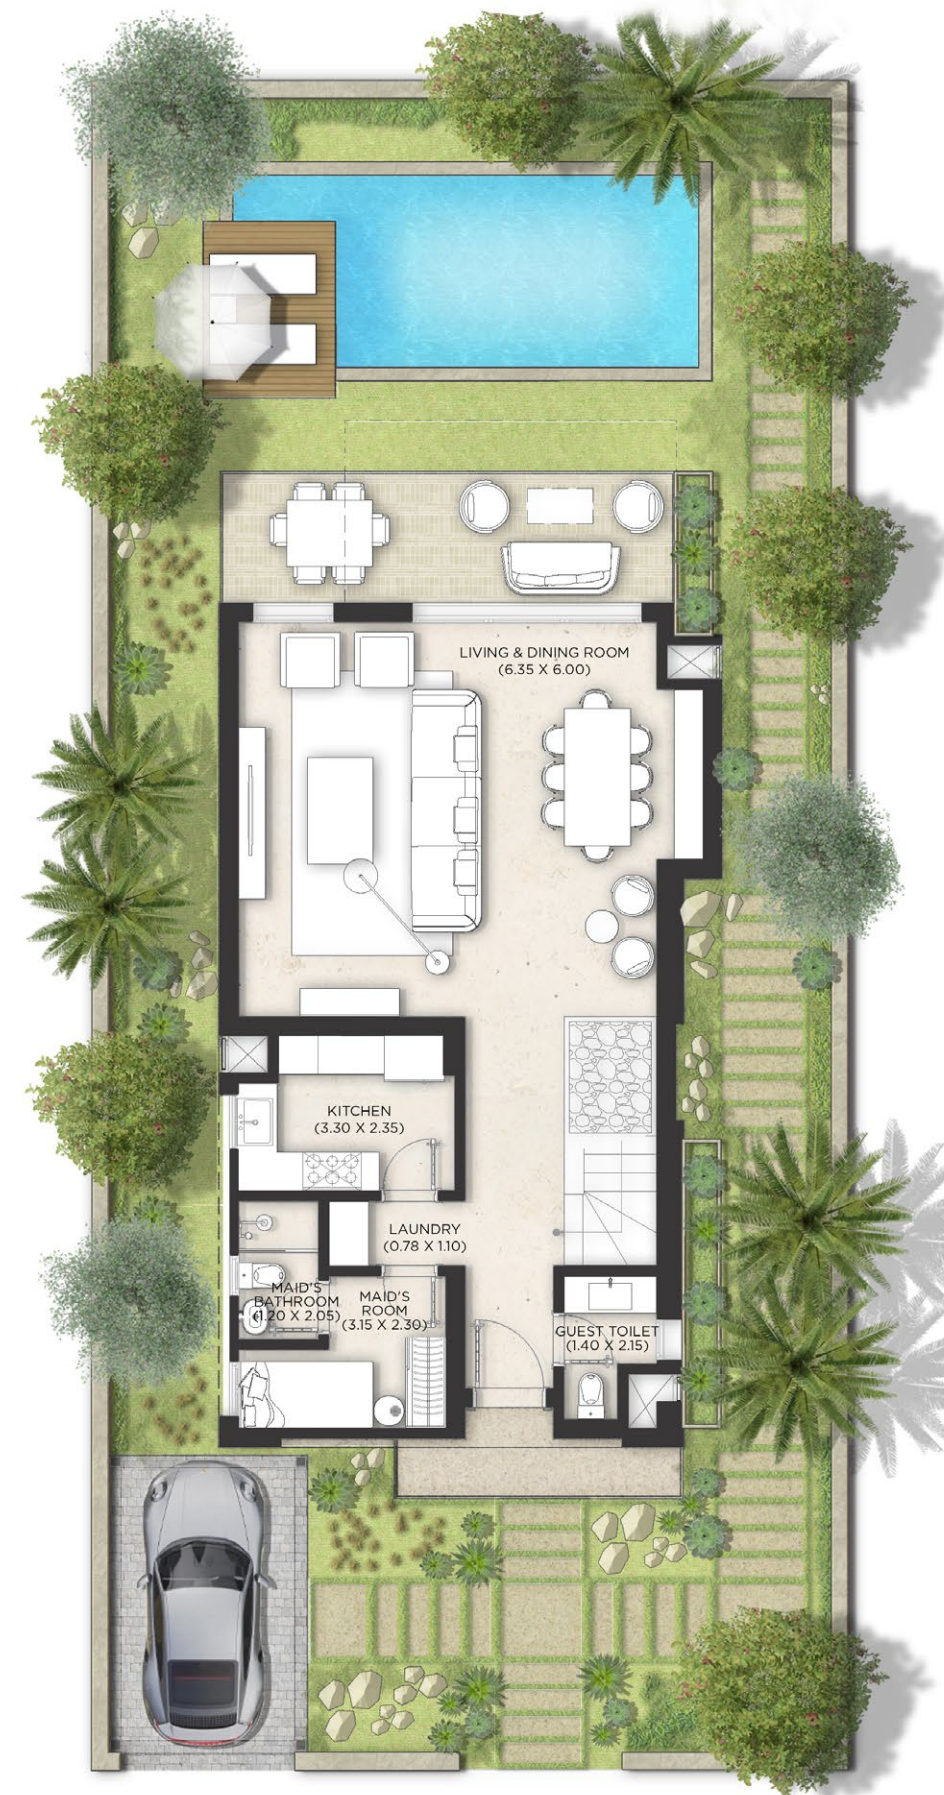 LIVING & DINING ROOM
(6.35 X 6.00)
KITCHEN
(3.30 X 2.35)
LAUNDRY
(0.78 X 1.10)
MAID'S
BATHROOM
(1.20 X 2.05)
MAID'S
ROOM
(3.15 X 2.30)
GUEST TOILET
(1.40 X 2.15)